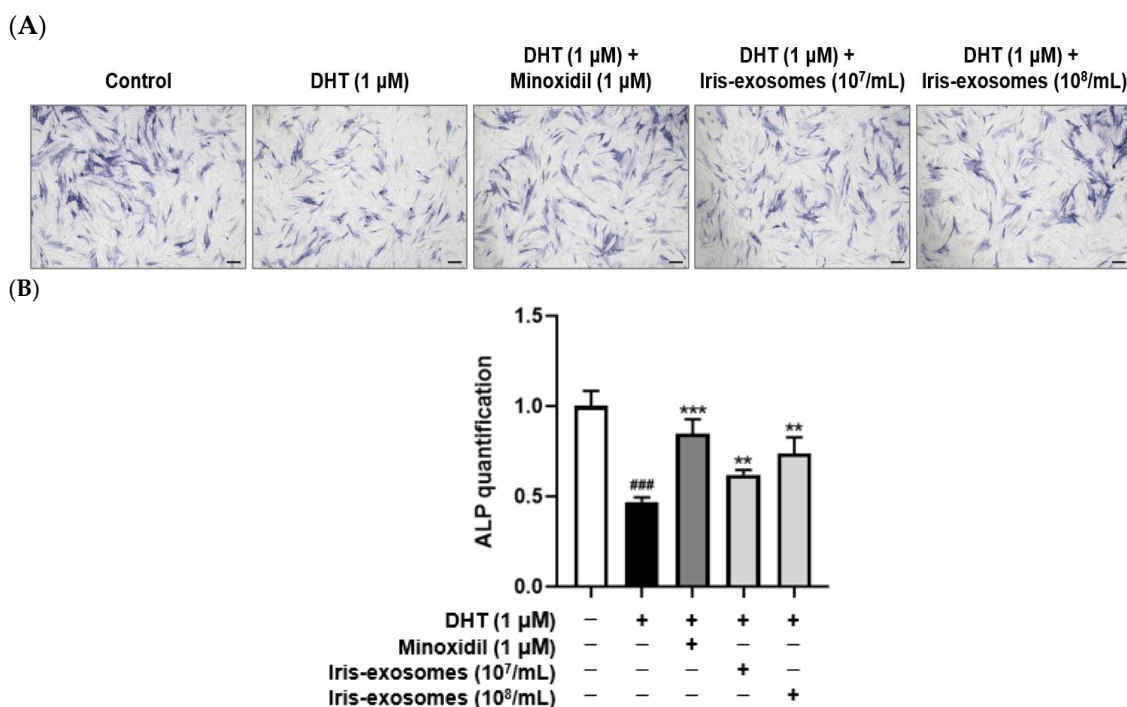 (A)
Control
DHT (1 µM)
DHT (1 µM) +
Minoxidil (1 µM)
DHT (1 µM) +
Iris-exosomes (10⁷/mL)
DHT (1 µM) +
Iris-exosomes (10⁸/mL)
(B)
ALP quantification
1.5
1.0
0.5
0.0
###
***
**
**
DHT (1 µM) − + + + +
Minoxidil (1 µM) − − + − −
Iris-exosomes (10⁷/mL) − − − + −
Iris-exosomes (10⁸/mL) − − − − +